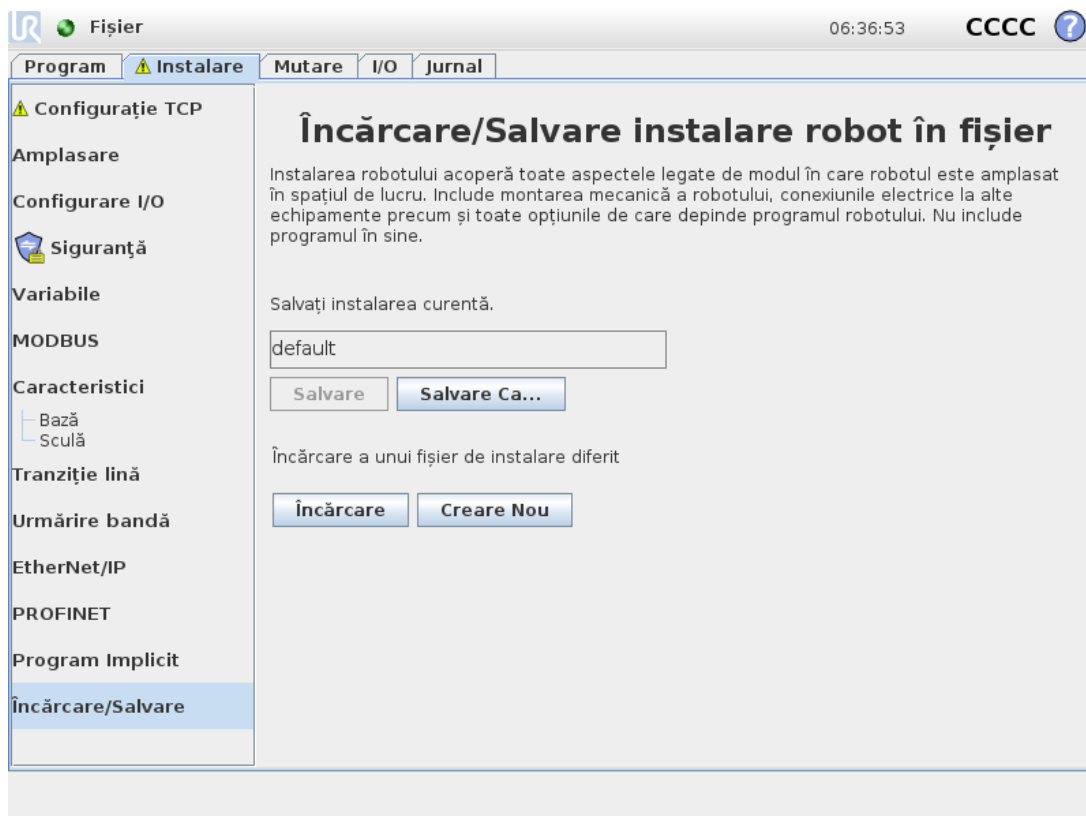 UR Fișier 06:36:53 CCCC ?
Program Instalare Mutare I/O Jurnal
Configurație TCP
Amplasare
Configurare I/O
Siguranţă
Variabile
MODBUS
Caracteristici
Bază
Sculă
Tranziție lină
Urmărire bandă
EtherNet/IP
PROFINET
Program Implicit
Încărcare/Salvare
Încărcare/Salvare instalare robot în fișier
Instalarea robotului acoperă toate aspectele legate de modul în care robotul este amplasat
în spațiul de lucru. Include montarea mecanică a robotului, conexiunile electrice la alte
echipamente precum și toate opțiunile de care depinde programul robotului. Nu include
programul în sine.
Salvați instalarea curentă.
default
Salvare Salvare Ca...
Încărcare a unui fișier de instalare diferit
Încărcare Creare Nou